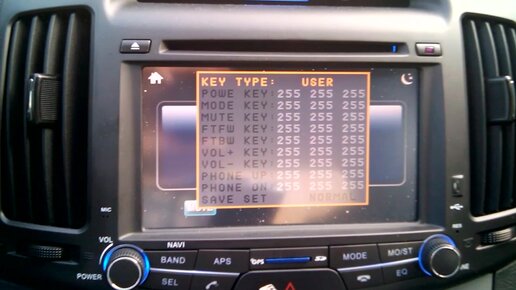 KEY TYPE: USER
POWE KEY: 255 255 255
MODE KEY: 255 255 255
MUTE KEY: 255 255 255
FTFW KEY: 255 255 255
FTBW KEY: 255 255 255
VOL+ KEY: 255 255 255
VOL- KEY: 255 255 255
PHONE UP: 255 255 255
PHONE DN: 255 255 255
SAVE SET NORMAL
MIC
VOL
NAVI
POWER
BAND APS GPS SD MODE MO/ST
SEL EQ